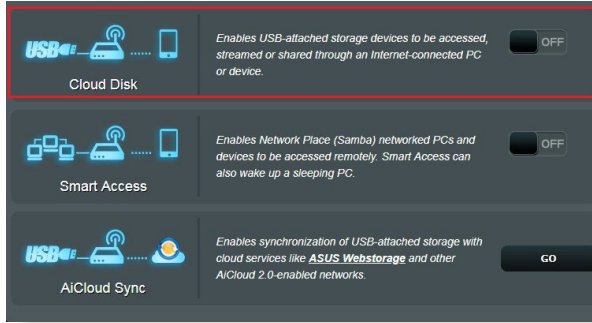 USB
Cloud Disk
Enables USB-attached storage devices to be accessed,
streamed or shared through an Internet-connected PC
or device.
OFF
Smart Access
Enables Network Place (Samba) networked PCs and
devices to be accessed remotely. Smart Access can
also wake up a sleeping PC.
OFF
USB
AiCloud Sync
Enables synchronization of USB-attached storage with
cloud services like ASUS Webstorage and other
AiCloud 2.0-enabled networks.
GO